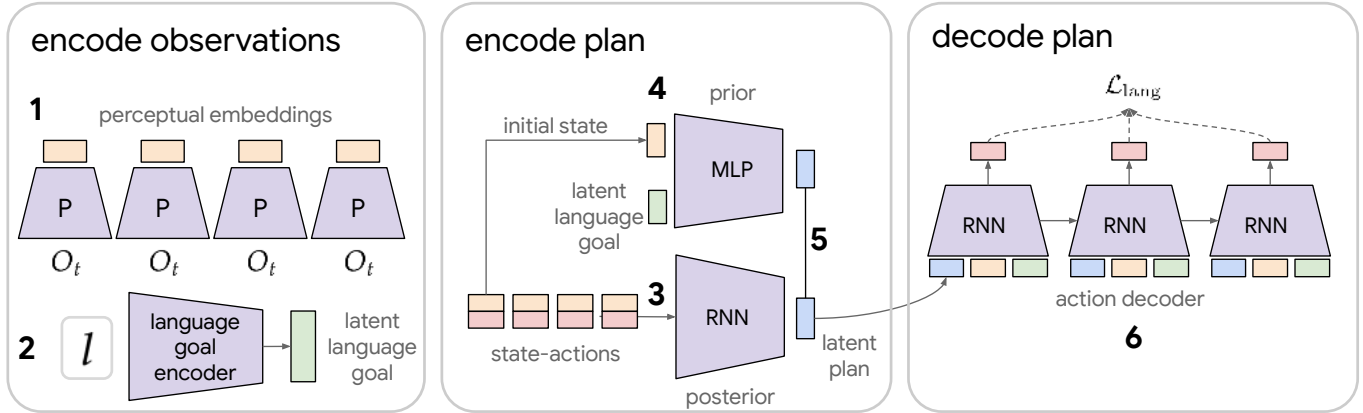 encode observations
1
perceptual embeddings
P P P P
O_t O_t O_t O_t
2
l
language
goal
encoder
latent
language
goal
encode plan
4
prior
initial state
MLP
latent
language
goal
5
3
RNN
state-actions
latent
plan
posterior
decode plan
ℒ_lang
RNN RNN RNN
action decoder
6